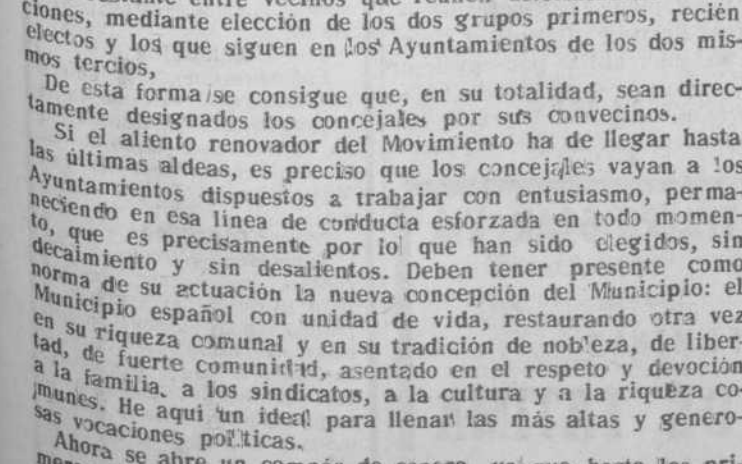 entre vecinos que
ciones, mediante elección de los dos grupos primeros, recién
electos y los que siguen en los Ayuntamientos de los dos mis-
mos tercios,
De esta forma se consigue que, en su totalidad, sean direc-
tamente designados los concejales por sus convecinos.
Si el aliento renovador del Movimiento ha de llegar hasta
las últimas aldeas, es preciso que los concejales vayan a los
Ayuntamientos dispuestos a trabajar con entusiasmo, perma-
neciendo en esa línea de conducta esforzada en todo momen-
to, que es precisamente por lo que han sido elegidos, sin
decaimiento y sin desalientos. Deben tener presente como
norma de su actuación la nueva concepción del Municipio: el
Municipio español con unidad de vida, restaurando otra vez
en su riqueza comunal y en su tradición de nobleza, de liber-
tad, de fuerte comunidad, asentado en el respeto y devoción
a la familia, a los sindicatos, a la cultura y a la riqueza co-
munes. He aqui un ideal para llenar las más altas y genero-
sas vocaciones políticas.
Ahora se abre un